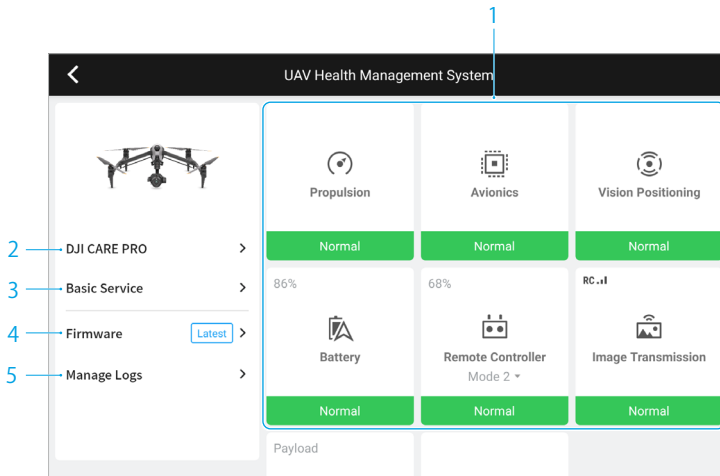 1
UAV Health Management System
Propulsion
Normal
Avionics
Normal
Vision Positioning
Normal
2
DJI CARE PRO
3
Basic Service
4
Firmware
Latest
5
Manage Logs
86%
Battery
Normal
68%
Remote Controller
Mode 2
Normal
RC
Image Transmission
Normal
Payload